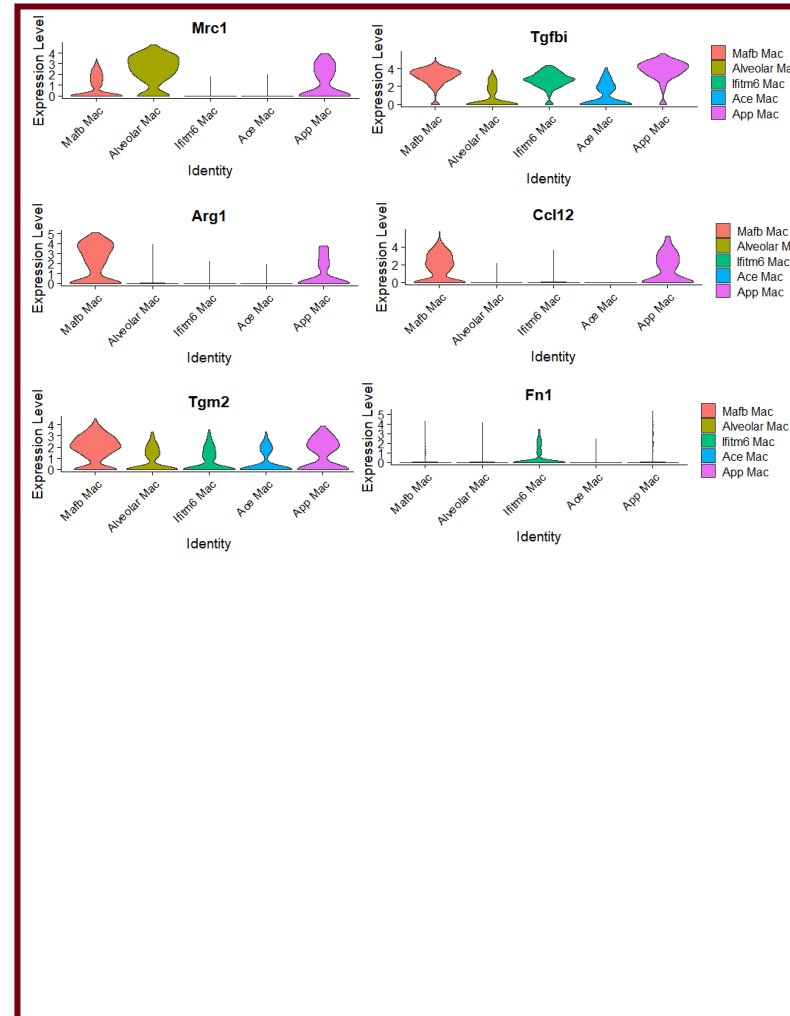 Mrc1
Expression Level
4
3
2
1
0
Mafb Mac
Alveolar Mac
Ifitm6 Mac
Ace Mac
App Mac
Identity
Tgfbi
Expression Level
4
2
0
Mafb Mac
Alveolar Mac
Ifitm6 Mac
Ace Mac
App Mac
Identity
Mafb Mac
Alveolar M
Ifitm6 Mac
Ace Mac
App Mac
Arg1
Expression Level
5
4
3
2
1
0
Mafb Mac
Alveolar Mac
Ifitm6 Mac
Ace Mac
App Mac
Identity
Ccl12
Expression Level
4
2
0
Mafb Mac
Alveolar Mac
Ifitm6 Mac
Ace Mac
App Mac
Identity
Mafb Mac
Alveolar M
Ifitm6 Mac
Ace Mac
App Mac
Tgm2
Expression Level
4
3
2
1
0
Mafb Mac
Alveolar Mac
Ifitm6 Mac
Ace Mac
App Mac
Identity
Fn1
Expression Level
5
4
3
2
1
0
Mafb Mac
Alveolar Mac
Ifitm6 Mac
Ace Mac
App Mac
Identity
Mafb Mac
Alveolar M
Ifitm6 Mac
Ace Mac
App Mac